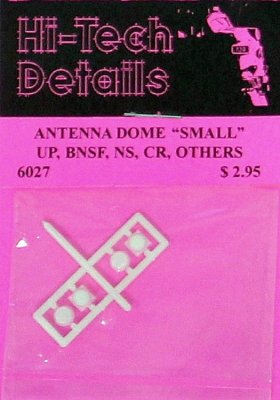 Hi-Tech
Details
ANTENNA DOME “SMALL”
UP, BNSF, NS, CR, OTHERS
6027 $ 2.95